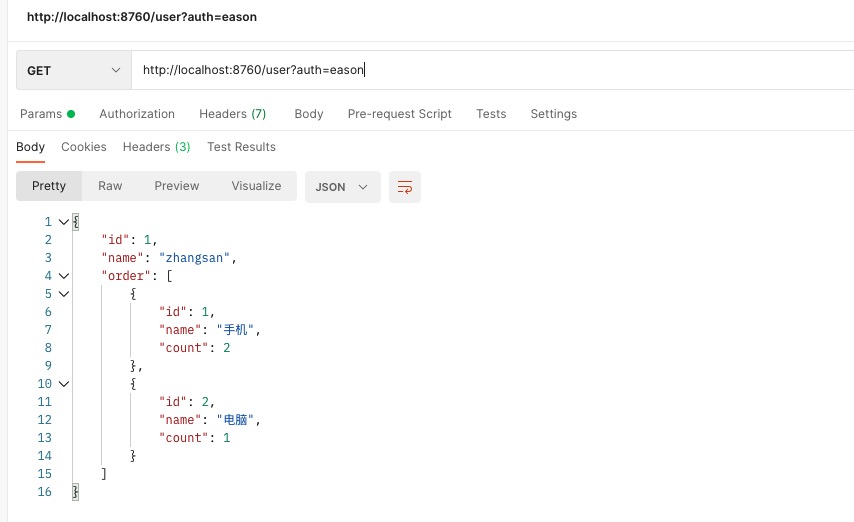 http://localhost:8760/user?auth=eason
GET http://localhost:8760/user?auth=eason
Params Authorization Headers (7) Body Pre-request Script Tests Settings
Body Cookies Headers (3) Test Results
Pretty Raw Preview Visualize JSON
1 {
2 "id": 1,
3 "name": "zhangsan",
4 "order": [
5 {
6 "id": 1,
7 "name": "手机",
8 "count": 2
9 },
10 {
11 "id": 2,
12 "name": "电脑",
13 "count": 1
14 }
15 ]
16 }